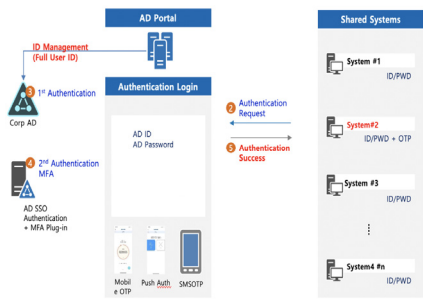 AD Portal
Shared Systems
ID Management
(Full User ID)
3 1st Authentication
Corp AD
Authentication Login
AD ID
AD Password
2 Authentication
Request
5 Authentication
Success
4 2nd Authentication
MFA
AD SSO
Authentication
+ MFA Plug-in
Mobil
e OTP
Push Auth
SMSOTP
System #1
ID/PWD
System#2
ID/PWD + OTP
System #3
ID/PWD
System4 #n
ID/PWD